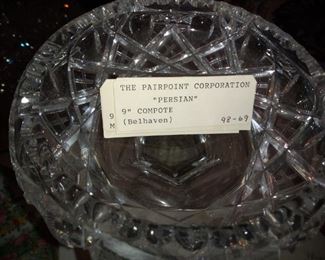 THE PAIRPOINT CORPORATION
"PERSIAN"
9" COMPOTE
(Belhaven) 98-69
9
M